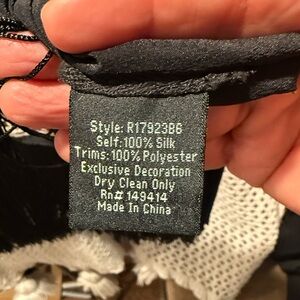 Style: R17923B6
Self: 100% Silk
Trims: 100% Polyester
Exclusive Decoration
Dry Clean Only
Rn# 149414
Made In China